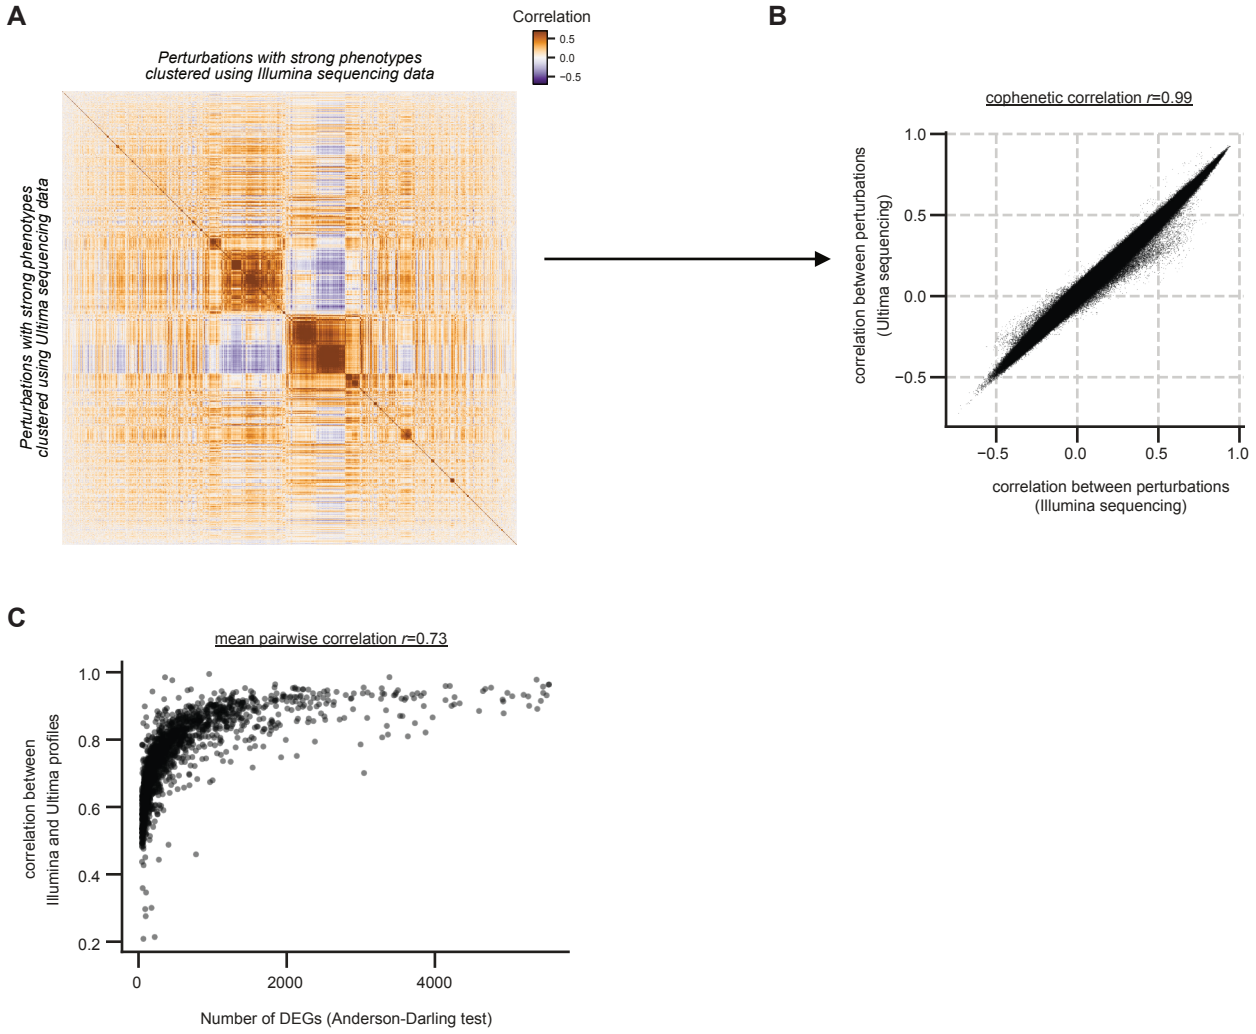 A
Correlation
0.5
0.0
−0.5
Perturbations with strong phenotypes
clustered using Illumina sequencing data
Perturbations with strong phenotypes
clustered using Ultima sequencing data
B
cophenetic correlation r=0.99
1.0
0.5
0.0
−0.5
correlation between perturbations
(Ultima sequencing)
−0.5
0.0
0.5
1.0
correlation between perturbations
(Illumina sequencing)
C
mean pairwise correlation r=0.73
1.0
0.8
0.6
0.4
0.2
correlation between
Illumina and Ultima profiles
0
2000
4000
Number of DEGs (Anderson-Darling test)